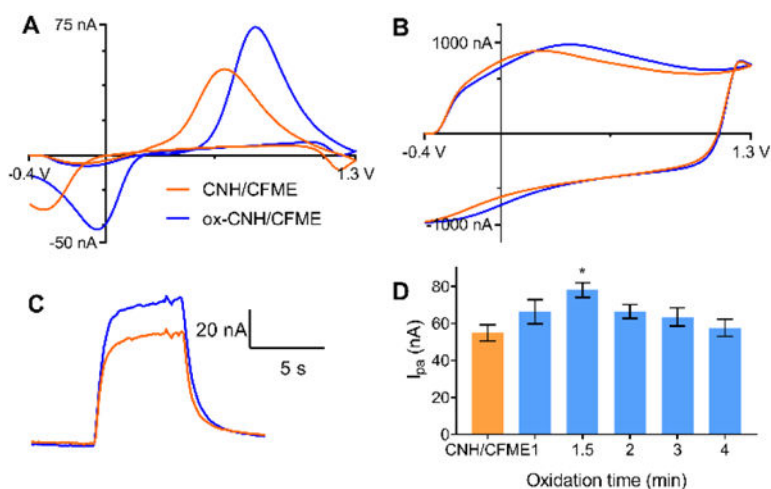 A
75 nA
-0.4 V
1.3 V
CNH/CFME
ox-CNH/CFME
-50 nA
B
1000 nA
-0.4 V
1.3 V
-1000 nA
C
20 nA
5 s
D
*
80
60
40
20
0
Ipa (nA)
CNH/CFME1 1.5 2 3 4
Oxidation time (min)